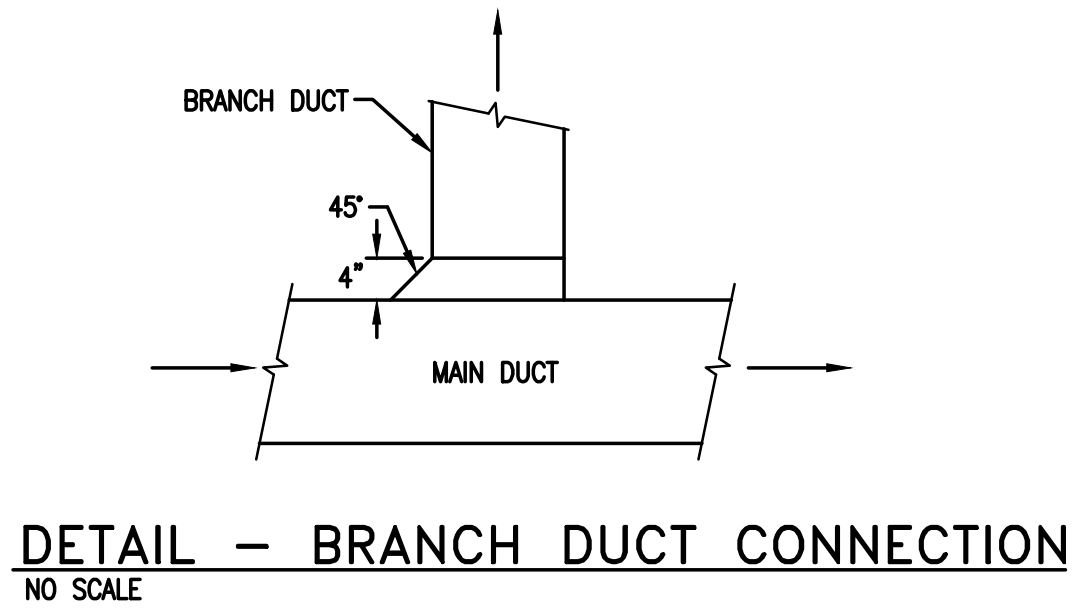 BRANCH DUCT
45°
4"
MAIN DUCT
DETAIL - BRANCH DUCT CONNECTION
NO SCALE